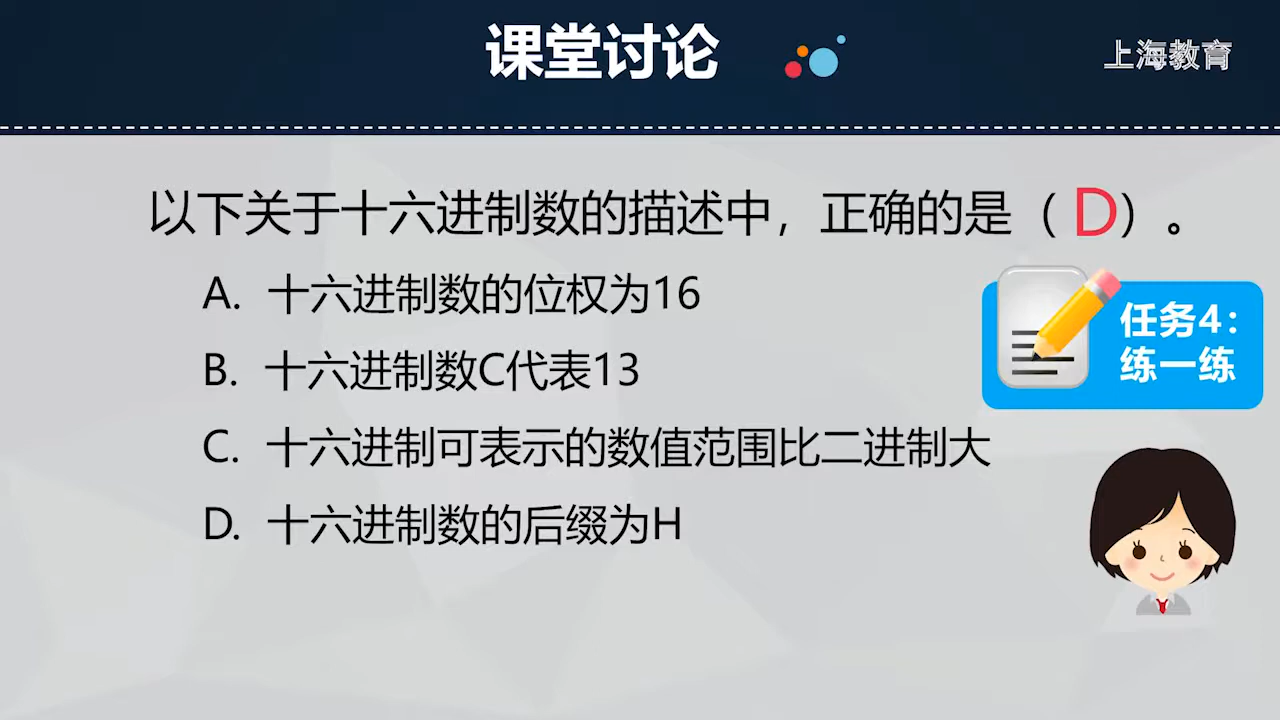 课堂讨论
上海教育
以下关于十六进制数的描述中，正确的是（D）。
A. 十六进制数的位权为16
B. 十六进制数C代表13
C. 十六进制可表示的数值范围比二进制大
D. 十六进制数的后缀为H
任务4：
练一练